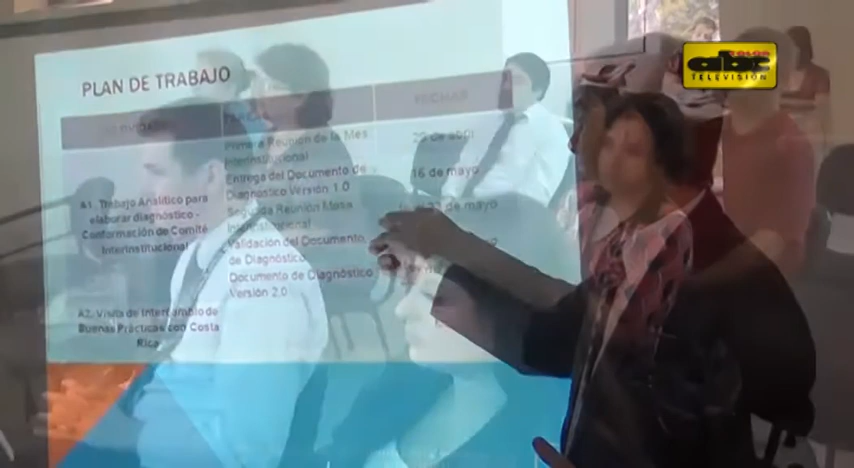 COLOR
abc
TELEVISIÓN
PLAN DE TRABAJO
FECHAS
Primera Reunión de la Mesa
Interinstitucional
Entrega del Documento de
Diagnóstico Versión 1.0
16 de mayo
A1. Trabajo Analítico para
elaborar diagnóstico -
Conformación de Comité
Interinstitucional
Segunda Reunión Mesa
Interinstitucional
de mayo
Validación del Documento
de Diagnóstico
Documento de Diagnóstico
Versión 2.0
A2. Visita de Intercambio de
Buenas Prácticas con Costa
Rica